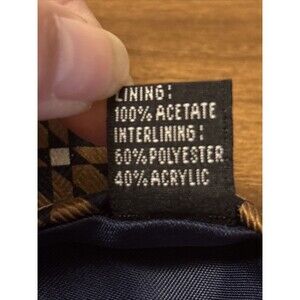 LINING:
100% ACETATE
INTERLINING:
60% POLYESTER
40% ACRYLIC